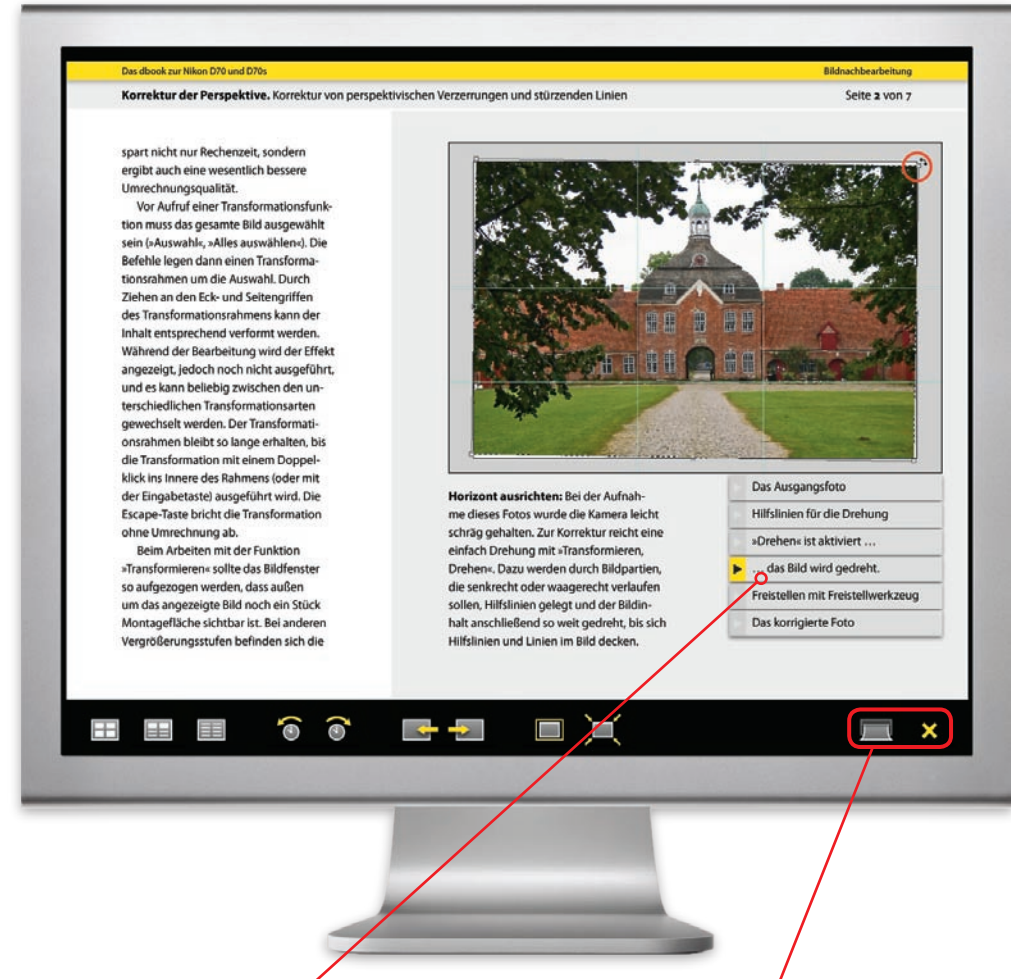 Das dbook zur Nikon D70 und D70s
Bildnachbearbeitung
Korrektur der Perspektive. Korrektur von perspektivischen Verzerrungen und stürzenden Linien
Seite 2 von 7
spart nicht nur Rechenzeit, sondern
ergibt auch eine wesentlich bessere
Umrechnungsqualität.
Vor Aufruf einer Transformationsfunk-
tion muss das gesamte Bild ausgewählt
sein (»Auswahl«, »Alles auswählen«). Die
Befehle legen dann einen Transforma-
tionsrahmen um die Auswahl. Durch
Ziehen an den Eck- und Seitengriffen
des Transformationsrahmens kann der
Inhalt entsprechend verformt werden.
Während der Bearbeitung wird der Effekt
angezeigt, jedoch noch nicht ausgeführt,
und es kann beliebig zwischen den un-
terschiedlichen Transformationsarten
gewechselt werden. Der Transformati-
onsrahmen bleibt so lange erhalten, bis
die Transformation mit einem Doppel-
klick ins Innere des Rahmens (oder mit
der Eingabetaste) ausgeführt wird. Die
Escape-Taste bricht die Transformation
ohne Umrechnung ab.
Beim Arbeiten mit der Funktion
»Transformieren« sollte das Bildfenster
so aufgezogen werden, dass außen
um das angezeigte Bild noch ein Stück
Montagefläche sichtbar ist. Bei anderen
Vergrößerungsstufen befinden sich die
Horizont ausrichten: Bei der Aufnah-
me dieses Fotos wurde die Kamera leicht
schräg gehalten. Zur Korrektur reicht eine
einfach Drehung mit »Transformieren,
Drehen«. Dazu werden durch Bildpartien,
die senkrecht oder waagerecht verlaufen
sollen, Hilfslinien gelegt und der Bildin-
halt anschließend so weit gedreht, bis sich
Hilfslinien und Linien im Bild decken.
Das Ausgangsfoto
Hilfslinien für die Drehung
»Drehen« ist aktiviert …
… das Bild wird gedreht.
Freistellen mit Freistellwerkzeug
Das korrigierte Foto